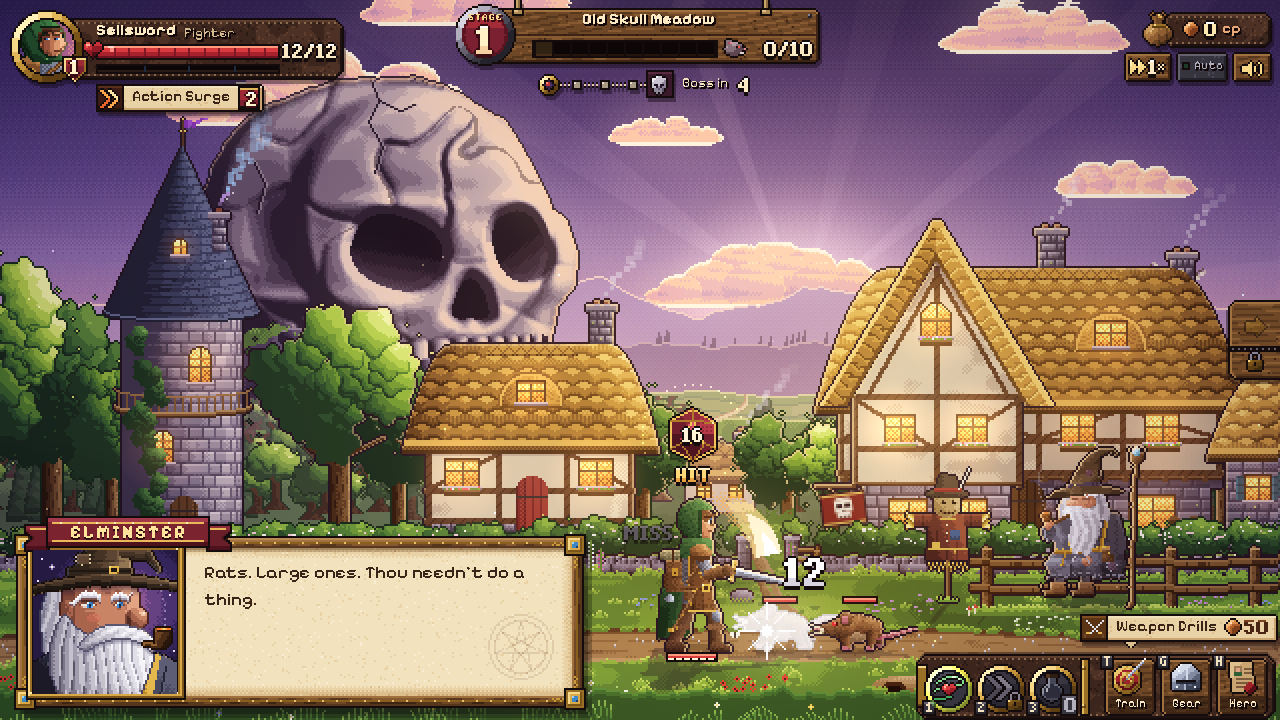 Sellsword Fighter
12/12
1
Action Surge 2
STAGE
1
Old Skull Meadow
0/10
Boss in 4
0 cp
1x
Auto
16
HIT
MISS
12
ELMINSTER
Rats. Large ones. Thou needn't do a
thing.
Weapon Drills 50
1 2 3 0
T G H
Train Gear Hero